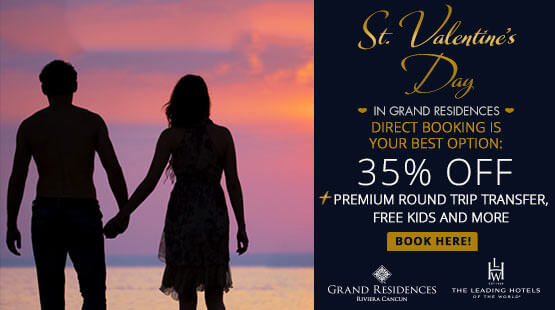 St. Valentine's
Day
IN GRAND RESIDENCES
DIRECT BOOKING IS
YOUR BEST OPTION:
35% OFF
+ PREMIUM ROUND TRIP TRANSFER,
FREE KIDS AND MORE
BOOK HERE!
GRAND RESIDENCES
RIVIERA CANCUN
THE LEADING HOTELS
OF THE WORLD®